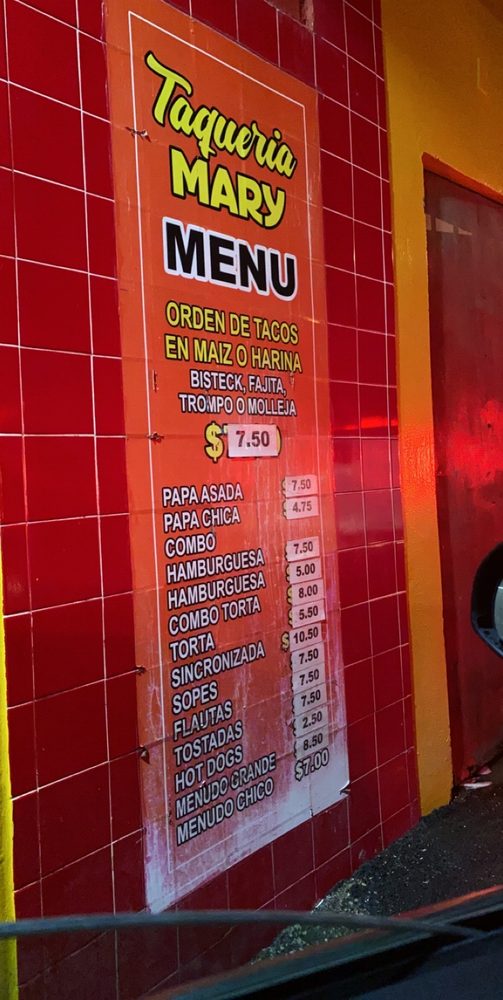 Taqueria
MARY
MENU
ORDEN DE TACOS
EN MAIZ O HARINA
BISTECK, FAJITA,
TROMPO O MOLLEJA
$ 7.50
PAPA ASADA 7.50
PAPA CHICA 4.75
COMBO
HAMBURGUESA 7.50
HAMBURGUESA 5.00
COMBO TORTA 8.00
TORTA 5.50
SINCRONIZADA $10.50
SOPES 7.50
FLAUTAS 7.50
TOSTADAS 7.50
HOT DOGS 2.50
MENUDO GRANDE 8.50
MENUDO CHICO $7.00